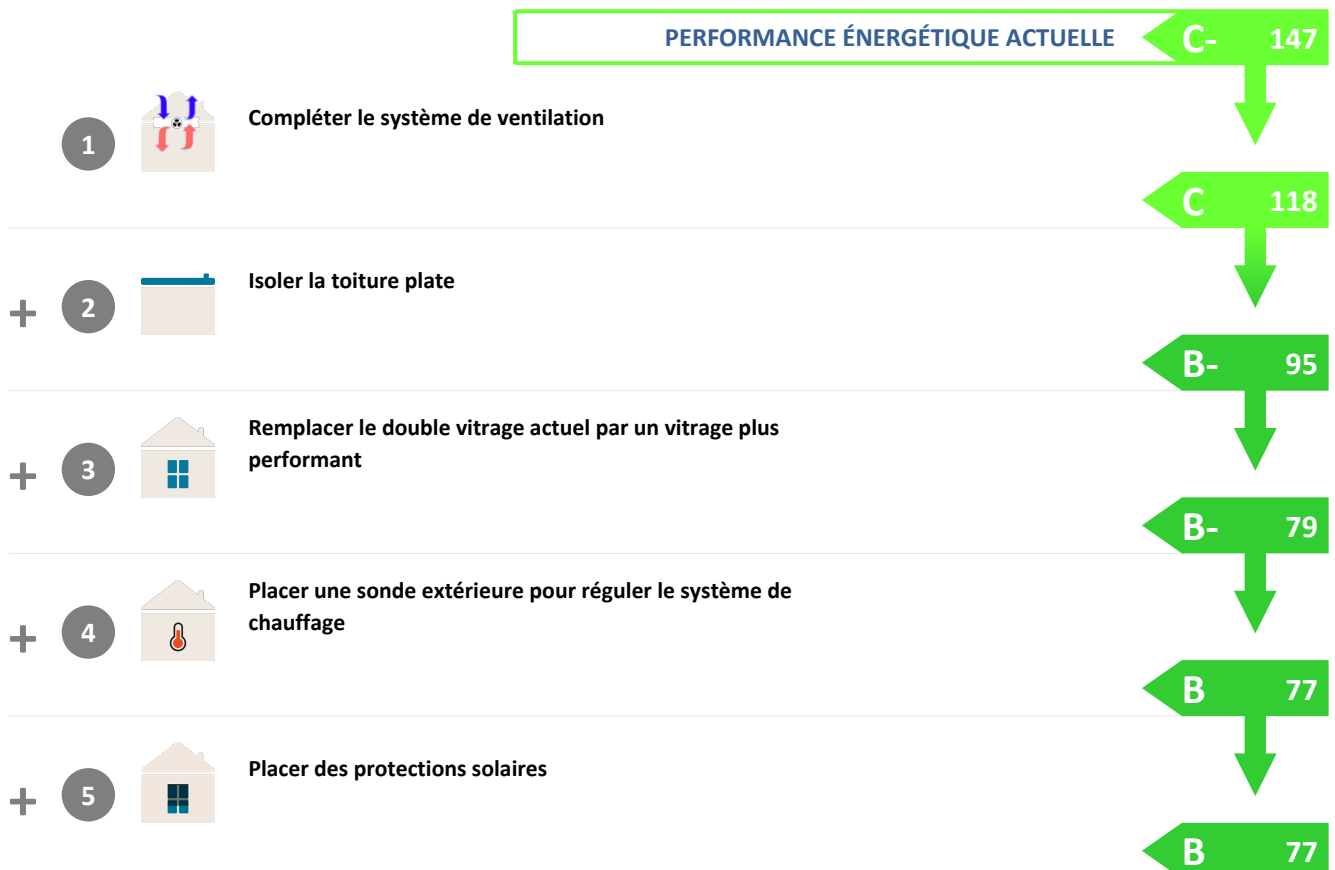 PERFORMANCE ÉNERGÉTIQUE ACTUELLE C- 147
1 Compléter le système de ventilation
C 118
+ 2 Isoler la toiture plate
B- 95
+ 3 Remplacer le double vitrage actuel par un vitrage plus
performant
B- 79
+ 4 Placer une sonde extérieure pour réguler le système de
chauffage
B 77
+ 5 Placer des protections solaires
B 77